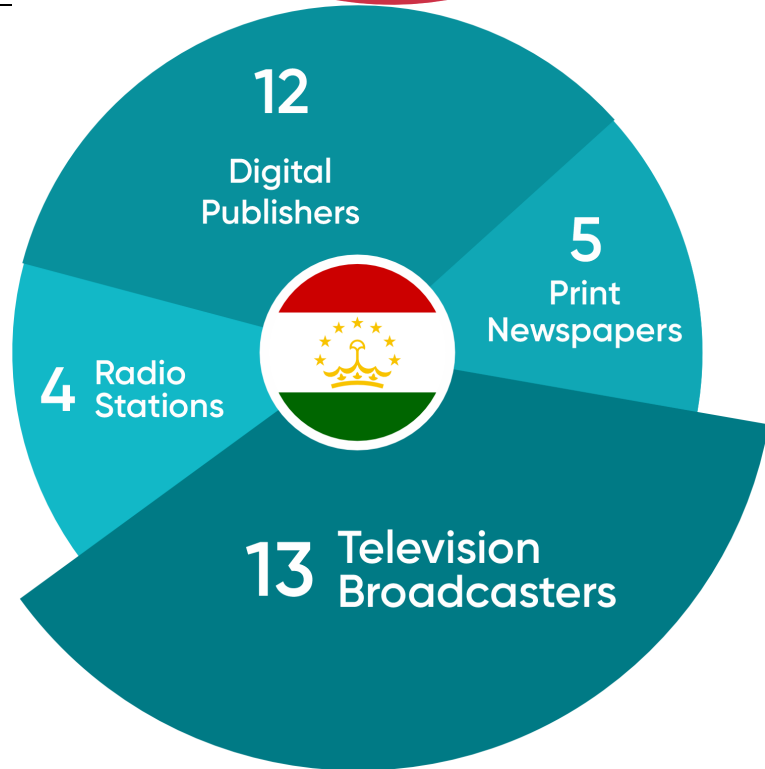 12
Digital
Publishers
5
Print
Newspapers
4
Radio
Stations
13
Television
Broadcasters